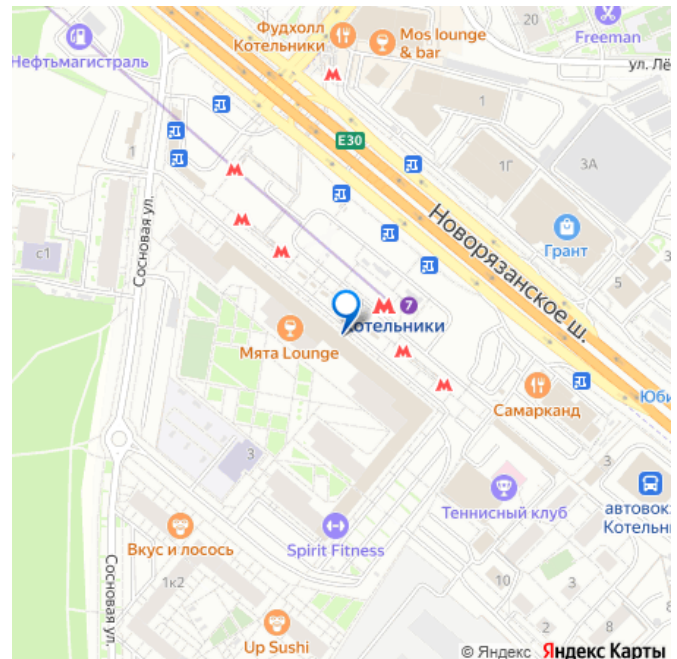 Фудхолл
Котельники
Mos lounge
& bar
20
Freeman
Нефтьмагистраль
ул. Лё
1
E30
1
1Г
3А
Сосновая ул.
с1
Новорязанское ш.
Грант
5
7
Котельники
Мята Lounge
Самарканд
Юби
3
3
Теннисный клуб
автовок
Котельни
Вкус и лосось
Spirit Fitness
10
3
1к2
Сосновая ул.
2
8
Up Sushi
© Яндекс Яндекс Карты